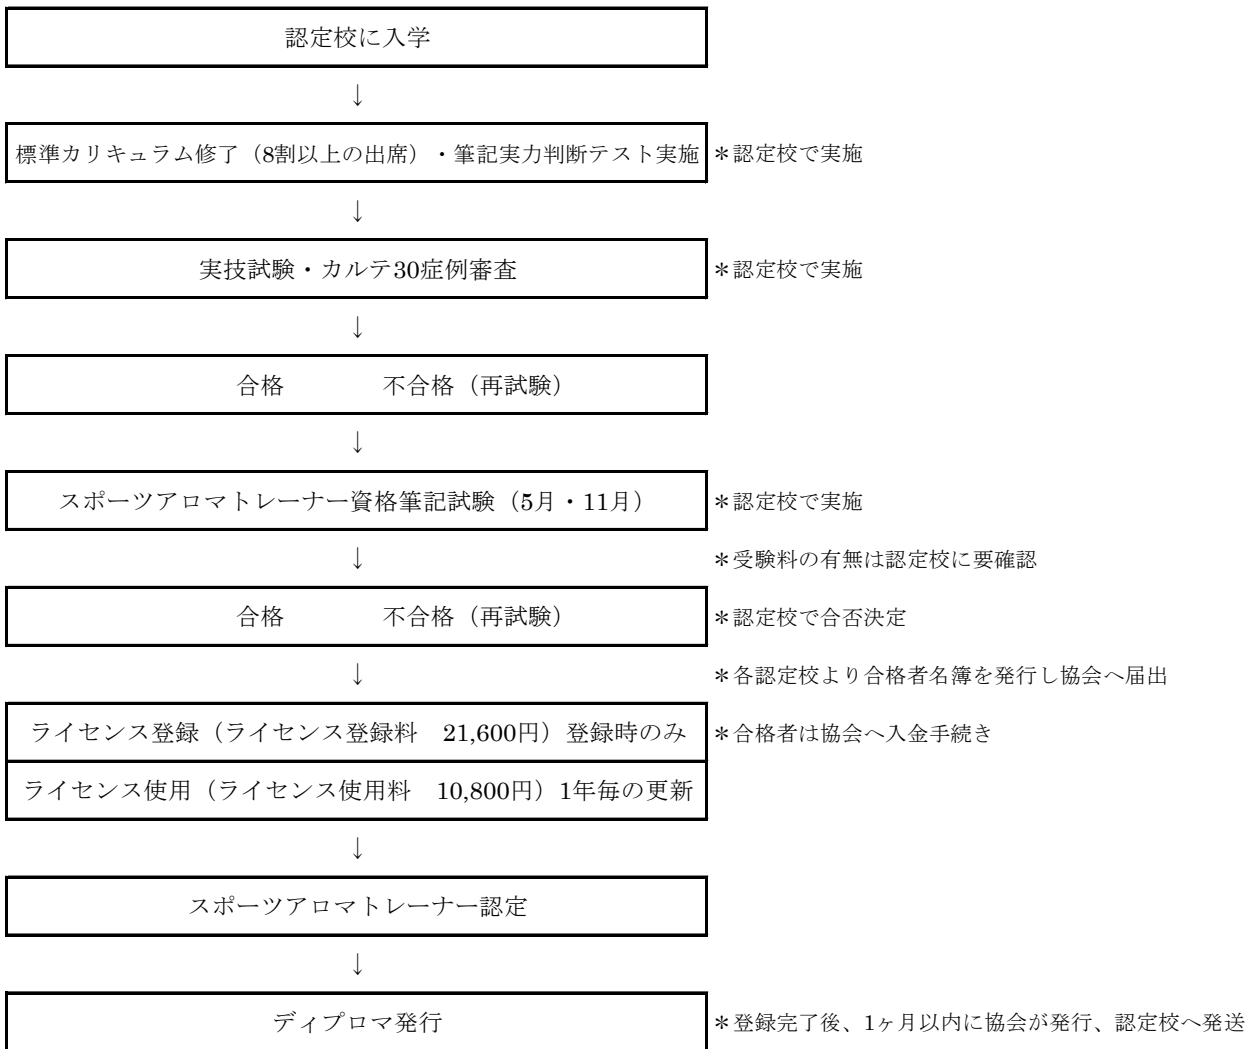 認定校に入学
↓
標準カリキュラム修了（8割以上の出席）・筆記実力判断テスト実施 ＊認定校で実施
↓
実技試験・カルテ30症例審査 ＊認定校で実施
↓
合格　　　　不合格（再試験）
↓
スポーツアロマトレーナー資格筆記試験（5月・11月） ＊認定校で実施
↓ ＊受験料の有無は認定校に要確認
合格　　　　不合格（再試験） ＊認定校で合否決定
↓ ＊各認定校より合格者名簿を発行し協会へ届出
ライセンス登録（ライセンス登録料　21,600円）登録時のみ ＊合格者は協会へ入金手続き
ライセンス使用（ライセンス使用料　10,800円）1年毎の更新
↓
スポーツアロマトレーナー認定
↓
ディプロマ発行 ＊登録完了後、1ヶ月以内に協会が発行、認定校へ発送